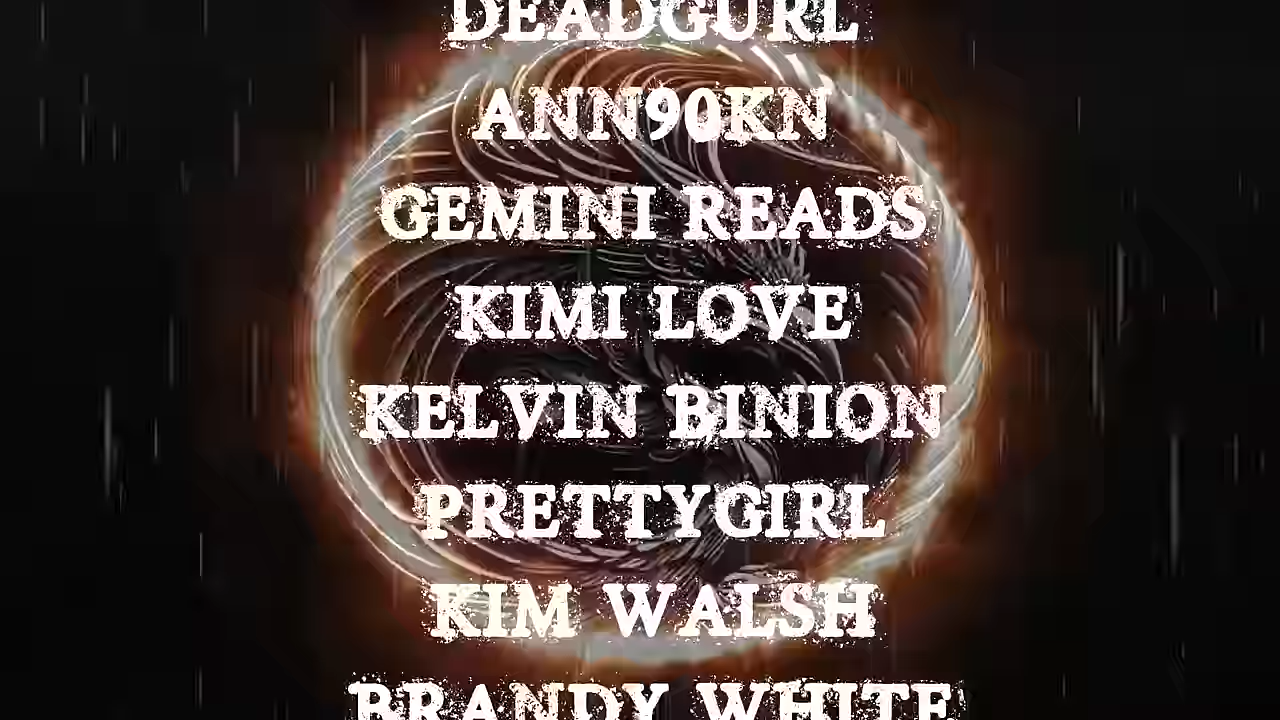 DEADGURL
ANN90KN
GEMINI READS
KIMI LOVE
KELVIN BINION
PRETTYGIRL
KIM WALSH
BRANDY WHITE